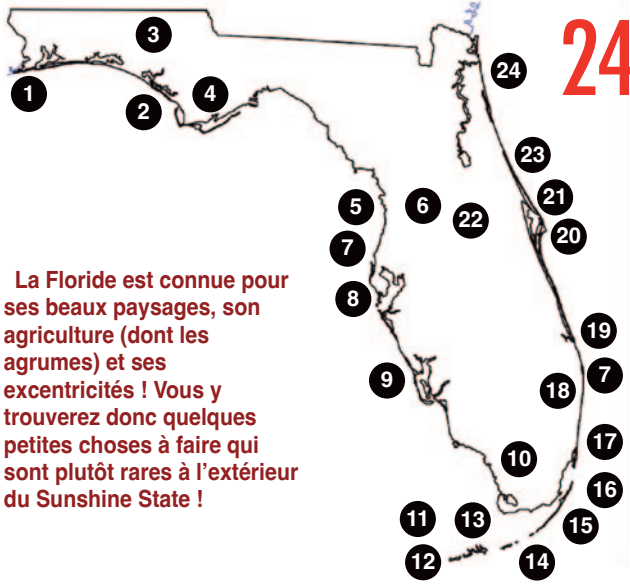 24
3
1
2
4
24
23
21
5
6
22
20
7
8
La Floride est connue pour
ses beaux paysages, son
agriculture (dont les
agrumes) et ses
excentricités ! Vous y
trouverez donc quelques
petites choses à faire qui
sont plutôt rares à l'extérieur
du Sunshine State !
19
9
18
7
17
10
16
11
13
15
12
14